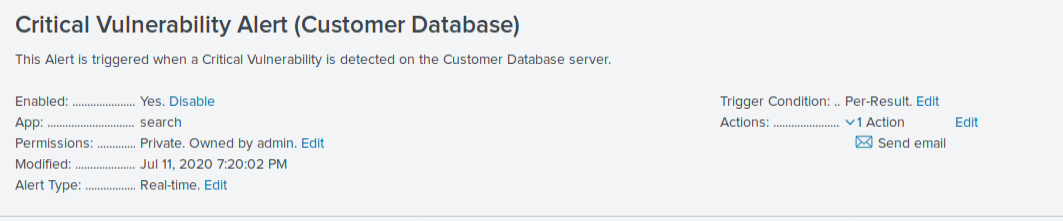 Critical Vulnerability Alert (Customer Database)
This Alert is triggered when a Critical Vulnerability is detected on the Customer Database server.
Enabled: ..................... Yes. Disable
App: ............................. search
Permissions: ............. Private. Owned by admin. Edit
Modified: .................... Jul 11, 2020 7:20:02 PM
Alert Type: ................. Real-time. Edit
Trigger Condition: .. Per-Result. Edit
Actions: ...................... 1 Action Edit
Send email